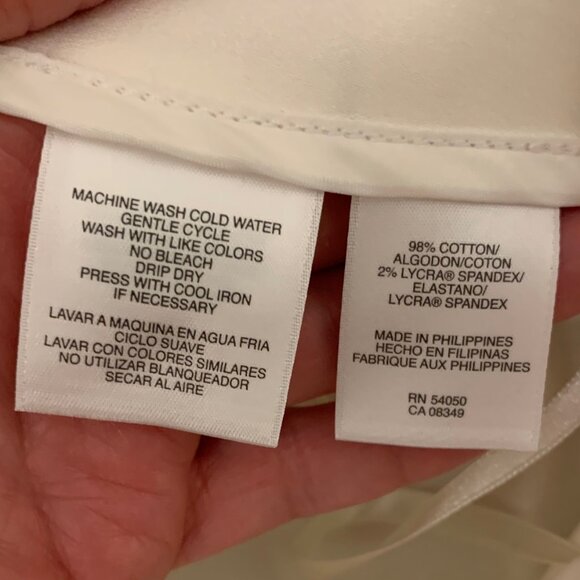 MACHINE WASH COLD WATER
GENTLE CYCLE
WASH WITH LIKE COLORS
NO BLEACH
DRIP DRY
PRESS WITH COOL IRON
IF NECESSARY
LAVAR A MAQUINA EN AGUA FRIA
CICLO SUAVE
LAVAR CON COLORES SIMILARES
NO UTILIZAR BLANQUEADOR
SECAR AL AIRE
98% COTTON/
ALGODON/COTON
2% LYCRA® SPANDEX/
ELASTANO/
LYCRA® SPANDEX
MADE IN PHILIPPINES
HECHO EN FILIPINAS
FABRIQUE AUX PHILIPPINES
RN 54050
CA 08349